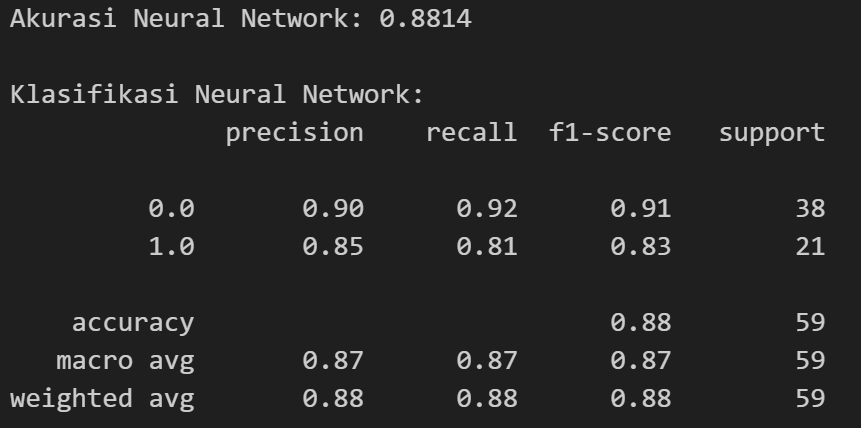 Akurasi Neural Network: 0.8814
Klasifikasi Neural Network:
precision recall f1-score support
0.0 0.90 0.92 0.91 38
1.0 0.85 0.81 0.83 21
accuracy 0.88 59
macro avg 0.87 0.87 0.87 59
weighted avg 0.88 0.88 0.88 59